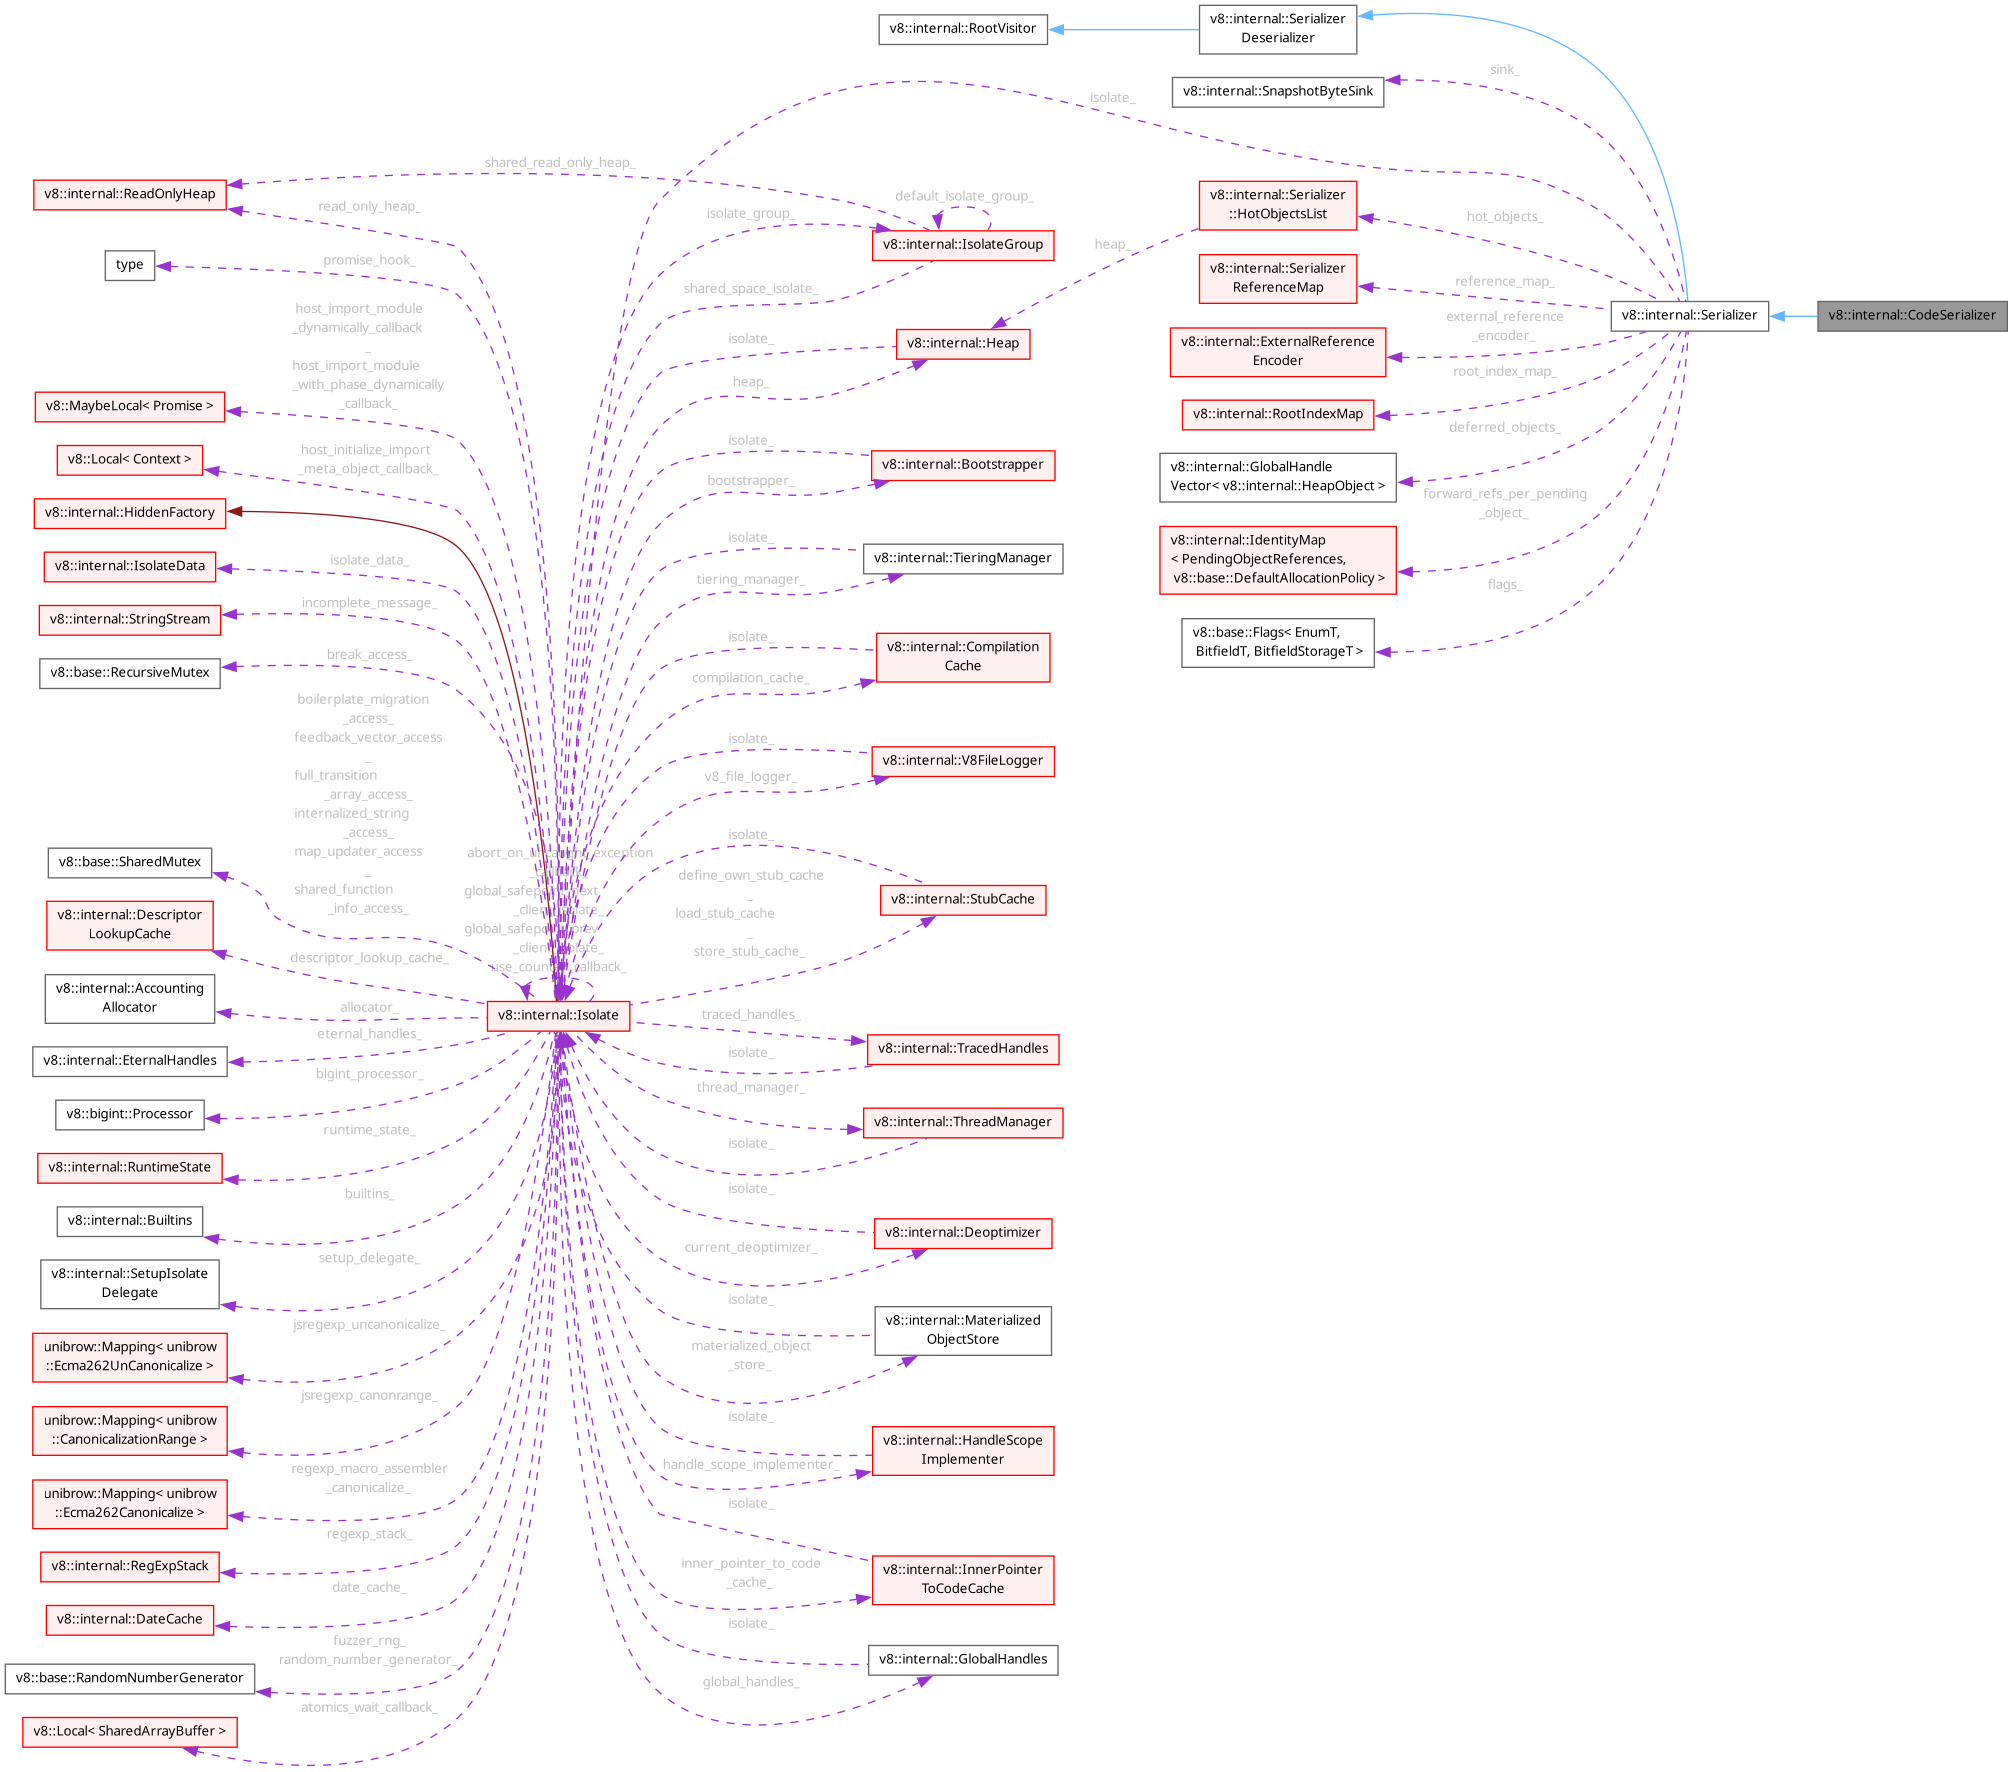 v8::internal::RootVisitor
v8::internal::Serializer
Deserializer
sink_
v8::internal::SnapshotByteSink
isolate_
shared_read_only_heap_
v8::internal::ReadOnlyHeap
read_only_heap_
default_isolate_group_
isolate_group_
v8::internal::IsolateGroup
v8::internal::Serializer
::HotObjectsList
hot_objects_
heap_
type
promise_hook_
shared_space_isolate_
v8::internal::Serializer
ReferenceMap
reference_map_
v8::internal::Serializer
v8::internal::CodeSerializer
host_import_module
_dynamically_callback
_
host_import_module
_with_phase_dynamically
_callback_
isolate_
v8::internal::Heap
heap_
v8::internal::ExternalReference
Encoder
external_reference
_encoder_
root_index_map_
v8::internal::RootIndexMap
v8::MaybeLocal< Promise >
v8::Local< Context >
host_initialize_import
_meta_object_callback_
isolate_
v8::internal::Bootstrapper
bootstrapper_
deferred_objects_
v8::internal::GlobalHandle
Vector< v8::internal::HeapObject >
v8::internal::HiddenFactory
forward_refs_per_pending
_object_
v8::internal::IdentityMap
< PendingObjectReferences,
v8::base::DefaultAllocationPolicy >
isolate_
v8::internal::TieringManager
tiering_manager_
v8::internal::IsolateData
isolate_data_
flags_
v8::internal::StringStream
incomplete_message_
v8::base::Flags< EnumT,
BitfieldT, BitfieldStorageT >
isolate_
v8::internal::Compilation
Cache
compilation_cache_
v8::base::RecursiveMutex
break_access_
boilerplate_migration
_access_
feedback_vector_access
_
full_transition
_array_access_
internalized_string
_access_
map_updater_access
_
shared_function
_info_access_
isolate_
v8::internal::V8FileLogger
v8_file_logger_
v8::base::SharedMutex
isolate_
define_own_stub_cache
_
load_stub_cache
_
store_stub_cache_
v8::internal::StubCache
v8::internal::Descriptor
LookupCache
descriptor_lookup_cache_
v8::internal::Isolate
v8::internal::Accounting
Allocator
allocator_
traced_handles_
v8::internal::TracedHandles
isolate_
v8::internal::EternalHandles
eternal_handles_
thread_manager_
v8::internal::ThreadManager
isolate_
v8::bigint::Processor
bigint_processor_
v8::internal::RuntimeState
runtime_state_
isolate_
v8::internal::Deoptimizer
current_deoptimizer_
v8::internal::Builtins
builtins_
v8::internal::SetupIsolate
Delegate
setup_delegate_
isolate_
v8::internal::Materialized
ObjectStore
materialized_object
_store_
unibrow::Mapping< unibrow
::Ecma262UnCanonicalize >
jsregexp_uncanonicalize_
unibrow::Mapping< unibrow
::CanonicalizationRange >
jsregexp_canonrange_
isolate_
v8::internal::HandleScope
Implementer
handle_scope_implementer_
unibrow::Mapping< unibrow
::Ecma262Canonicalize >
regexp_macro_assembler
_canonicalize_
isolate_
v8::internal::InnerPointer
ToCodeCache
inner_pointer_to_code
_cache_
v8::internal::RegExpStack
regexp_stack_
v8::internal::DateCache
date_cache_
isolate_
v8::internal::GlobalHandles
global_handles_
v8::base::RandomNumberGenerator
fuzzer_rng_
random_number_generator_
v8::Local< SharedArrayBuffer >
atomics_wait_callback_